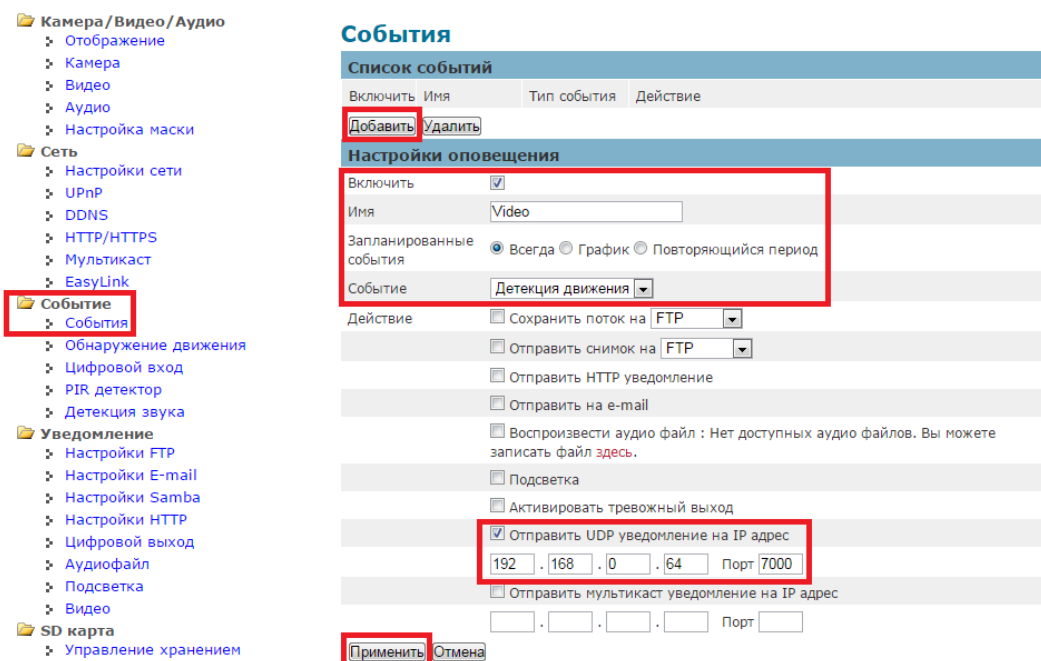 Камера/Видео/Аудио
Отображение
Камера
Видео
Аудио
Настройка маски
Сеть
Настройки сети
UPnP
DDNS
HTTP/HTTPS
Мультикаст
EasyLink
Событие
События
Обнаружение движения
Цифровой вход
PIR детектор
Детекция звука
Уведомление
Настройки FTP
Настройки E-mail
Настройки Samba
Настройки HTTP
Цифровой выход
Аудиофайл
Подсветка
Видео
SD карта
Управление хранением
События
Список событий
Включить Имя Тип события Действие
Добавить Удалить
Настройки оповещения
Включить
Имя Video
Запланированные события Всегда График Повторяющийся период
Событие Детекция движения
Действие Сохранить поток на FTP
Отправить снимок на FTP
Отправить HTTP уведомление
Отправить на e-mail
Воспроизвести аудио файл : Нет доступных аудио файлов. Вы можете
записать файл здесь.
Подсветка
Активировать тревожный выход
Отправить UDP уведомление на IP адрес
192 . 168 . 0 . 64 Порт 7000
Отправить мультикаст уведомление на IP адрес
. . . Порт
Применить Отмена